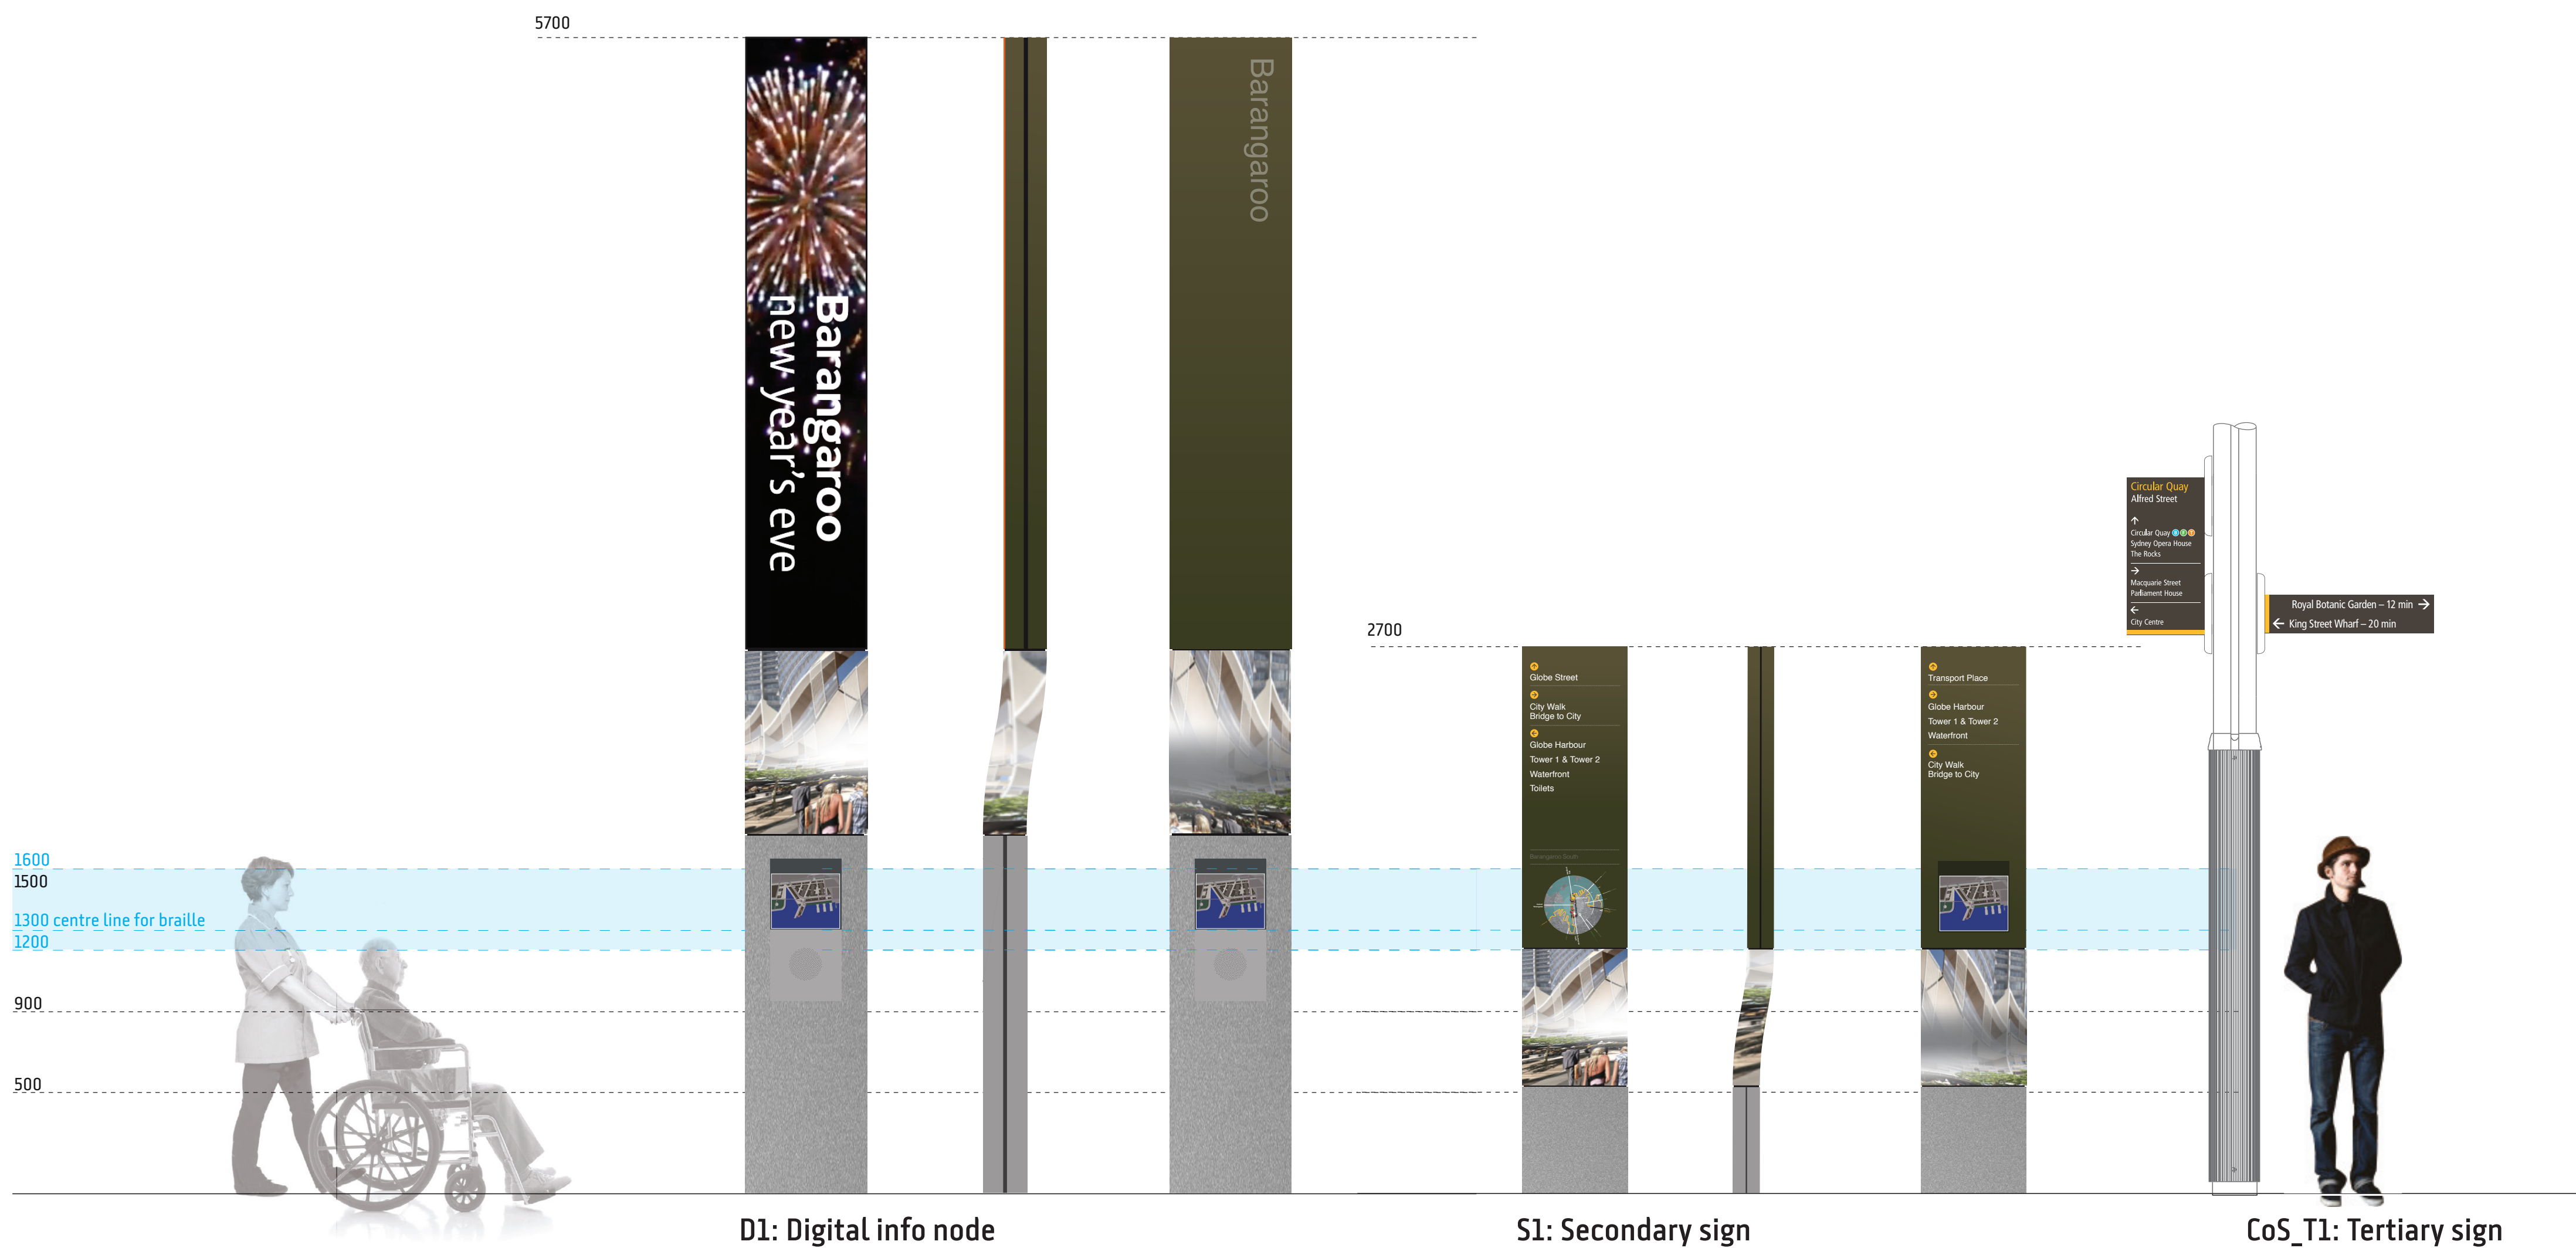 5700
Barangaroo
new year's eve
Barangaroo
2700
Globe Street
City Walk
Bridge to City
Globe Harbour
Tower 1 & Tower 2
Waterfront
Toilets
Barangaroo South
Transport Place
Globe Harbour
Tower 1 & Tower 2
Waterfront
City Walk
Bridge to City
Circular Quay
Alfred Street
↑
Circular Quay
Sydney Opera House
The Rocks
→
Macquarie Street
Parliament House
←
City Centre
Royal Botanic Garden – 12 min →
← King Street Wharf – 20 min
1600
1500
1300 centre line for braille
1200
900
500
D1: Digital info node
S1: Secondary sign
CoS_T1: Tertiary sign